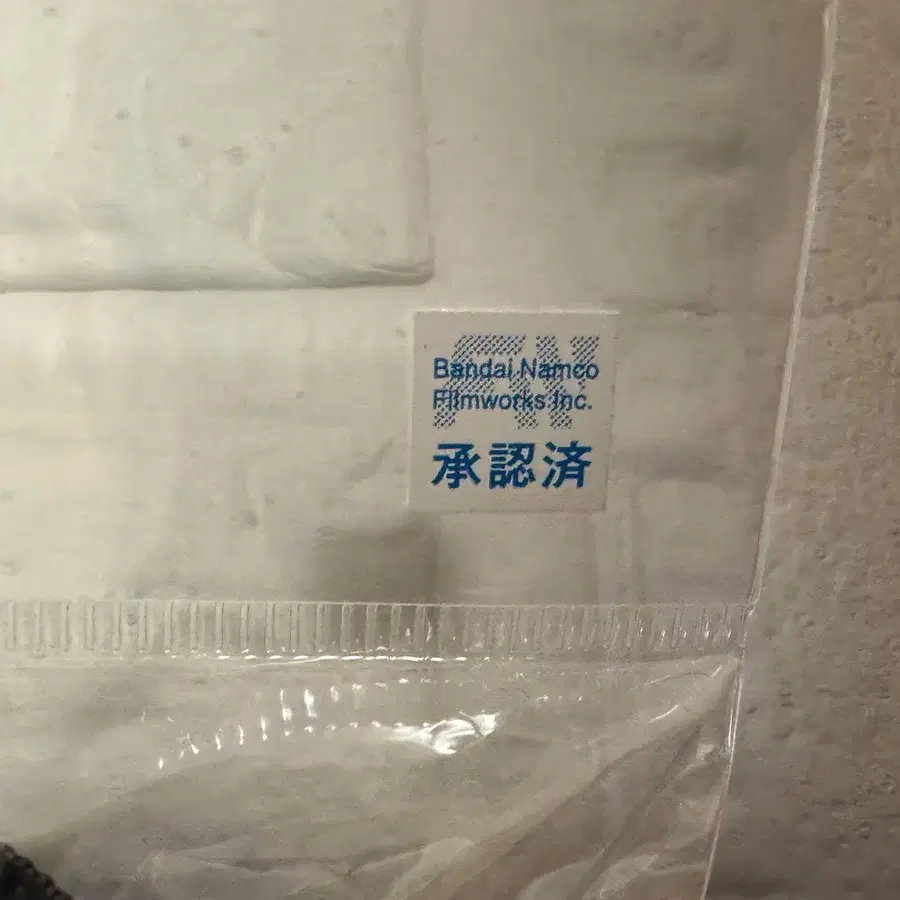 Bandai Namco
Filmworks Inc.
承認済